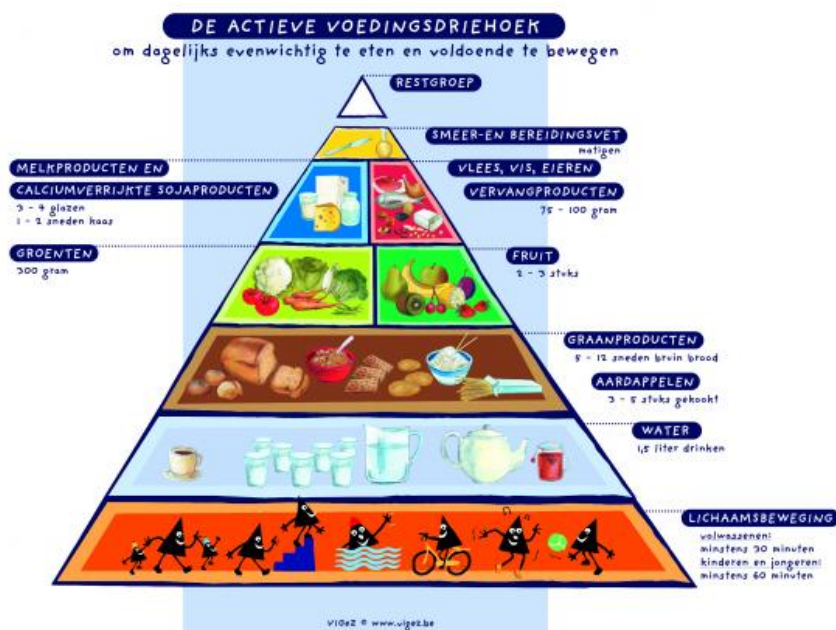 DE ACTIEVE VOEDINGSDRIEHOEK
om dagelijks evenwichtig te eten en voldoende te bewegen
RESTGROEP
SMEER-EN BEREIDINGSVET
matigen
MELKPRODUCTEN EN
CALCIUMVERRIJKTE SOJAPRODUCTEN
3 - 4 glazen
1 - 2 sneden kaas
VLEES, VIS, EIEREN
VERVANGPRODUCTEN
75 - 100 gram
GROENTEN
300 gram
FRUIT
2 - 3 stuks
GRAANPRODUCTEN
5 - 12 sneden bruin brood
AARDAPPELEN
3 - 5 stuks gekookt
WATER
1,5 liter drinken
LICHAAMSBEWEGING
volwassenen:
minstens 30 minuten
kinderen en jongeren:
minstens 60 minuten
VIGeZ © www.vigez.be